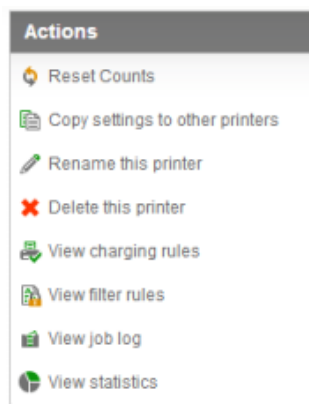 Actions
Reset Counts
Copy settings to other printers
Rename this printer
Delete this printer
View charging rules
View filter rules
View job log
View statistics